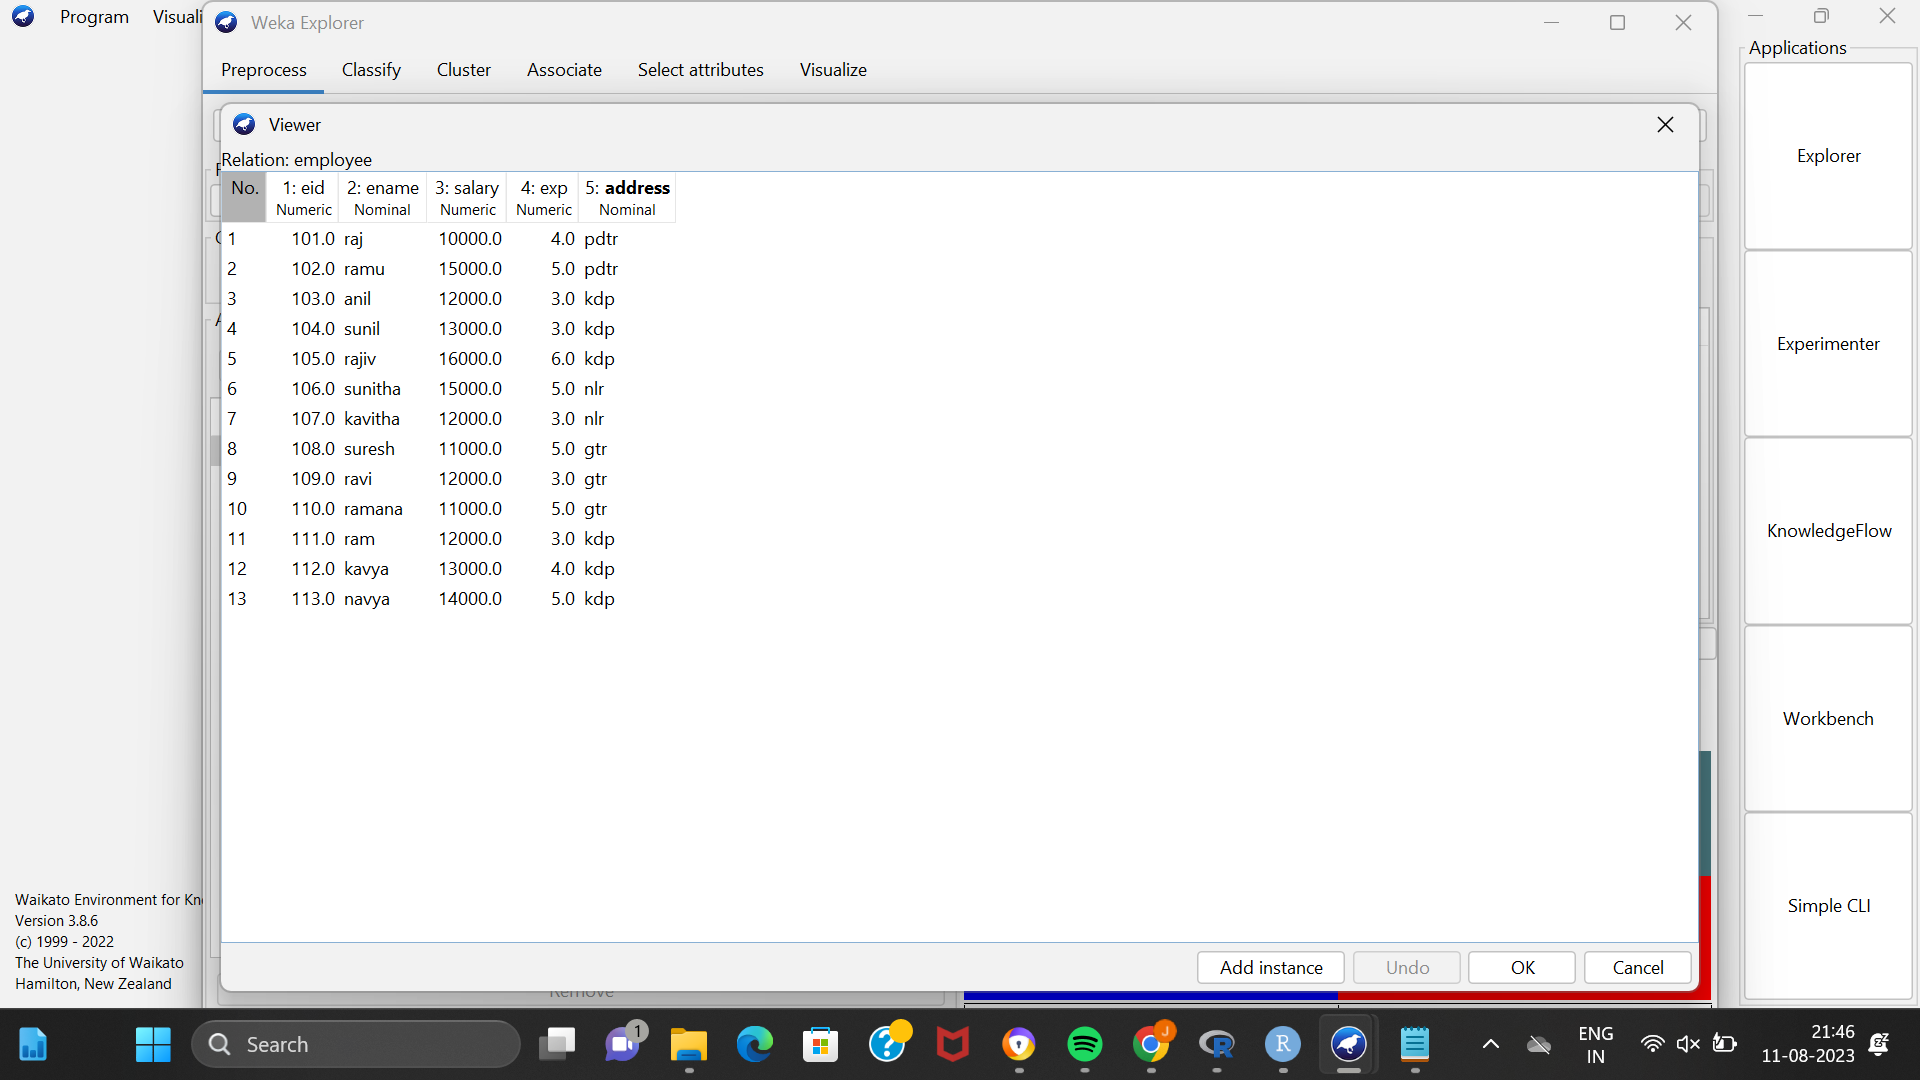 Program Visuali
Weka Explorer
Preprocess Classify Cluster Associate Select attributes Visualize
Viewer
Relation: employee
No. 1: eid 2: ename 3: salary 4: exp 5: address
Numeric Nominal Numeric Numeric Nominal
1 101.0 raj 10000.0 4.0 pdtr
2 102.0 ramu 15000.0 5.0 pdtr
3 103.0 anil 12000.0 3.0 kdp
4 104.0 sunil 13000.0 3.0 kdp
5 105.0 rajiv 16000.0 6.0 kdp
6 106.0 sunitha 15000.0 5.0 nlr
7 107.0 kavitha 12000.0 3.0 nlr
8 108.0 suresh 11000.0 5.0 gtr
9 109.0 ravi 12000.0 3.0 gtr
10 110.0 ramana 11000.0 5.0 gtr
11 111.0 ram 12000.0 3.0 kdp
12 112.0 kavya 13000.0 4.0 kdp
13 113.0 navya 14000.0 5.0 kdp
Add instance Undo OK Cancel
Remove
Applications
Explorer
Experimenter
KnowledgeFlow
Workbench
Simple CLI
Waikato Environment for Kn
Version 3.8.6
(c) 1999 - 2022
The University of Waikato
Hamilton, New Zealand
Search
1
J
R
R
ENG
IN
21:46
11-08-2023